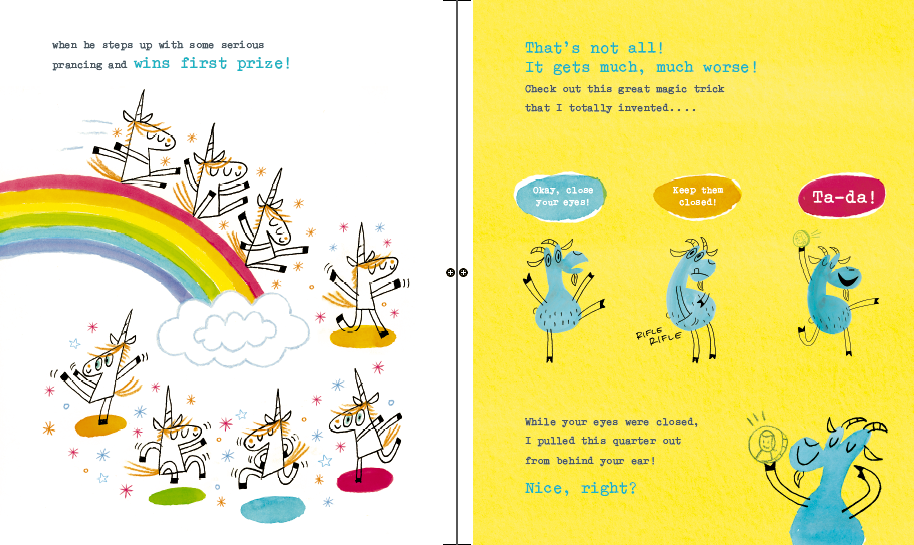 when he steps up with some serious
prancing and wins first prize!
That's not all!
It gets much, much worse!
Check out this great magic trick
that I totally invented....
Okay, close
your eyes!
Keep them
closed!
Ta-da!
RIFLE
RIFLE
While your eyes were closed,
I pulled this quarter out
from behind your ear!
Nice, right?